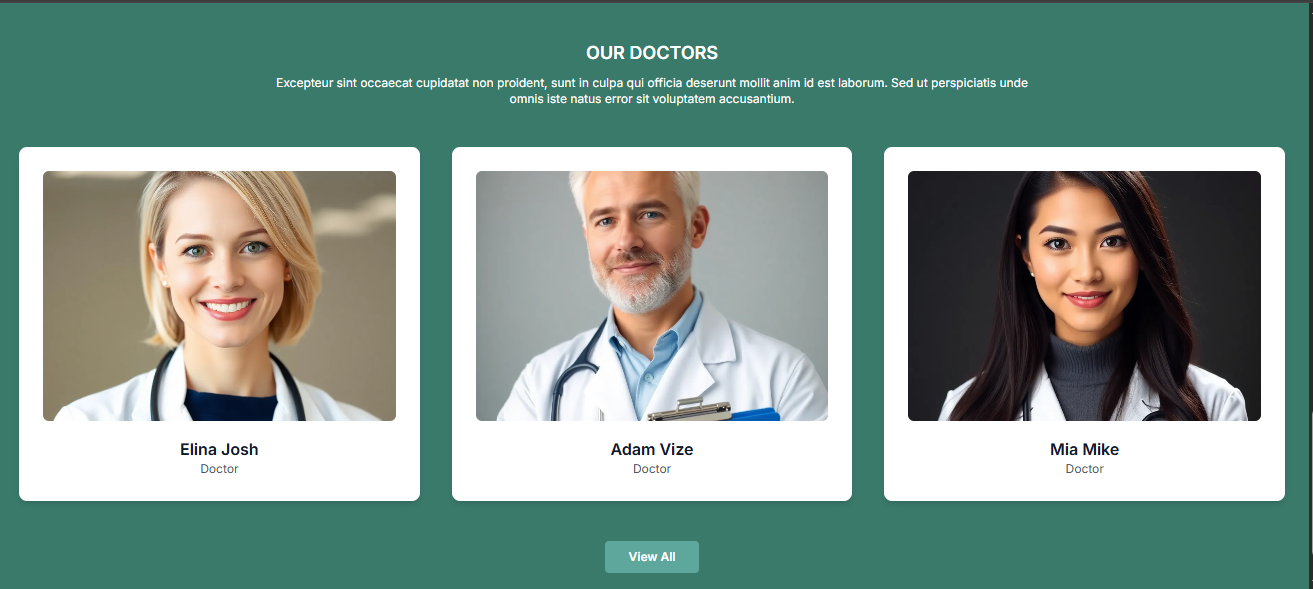 OUR DOCTORS
Excepteur sint occaecat cupidatat non proident, sunt in culpa qui officia deserunt mollit anim id est laborum. Sed ut perspiciatis unde
omnis iste natus error sit voluptatem accusantium.
Elina Josh
Doctor
Adam Vize
Doctor
Mia Mike
Doctor
View All